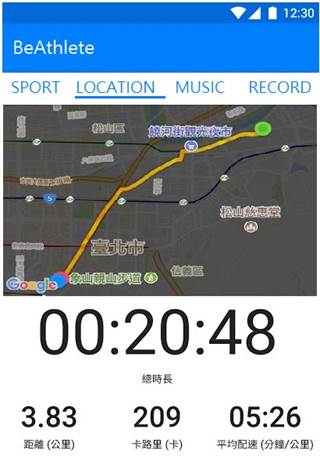 12:30
BeAthlete
SPORT LOCATION MUSIC RECORD
松山區
饒河街觀光夜市
5
松山慈惠堂
臺北市
信義區
象山親山步道
Google
00:20:48
總時長
3.83 209 05:26
距離 (公里) 卡路里 (卡) 平均配速 (分鐘/公里)